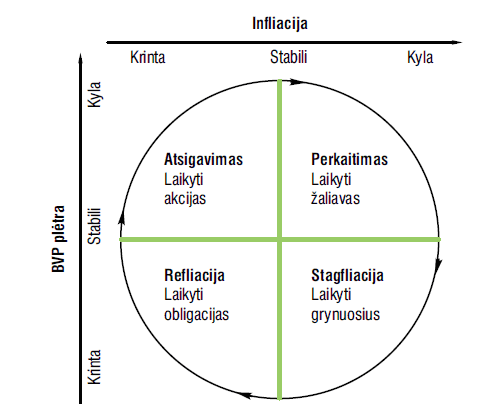 Infliacija
Krinta Stabili Kyla
BVP plėtra
Kyla
Stabili
Krinta
Atsigavimas
Laikyti
akcijas
Perkaitimas
Laikyti
žaliavas
Refliacija
Laikyti
obligacijas
Stagfliacija
Laikyti
grynuosius